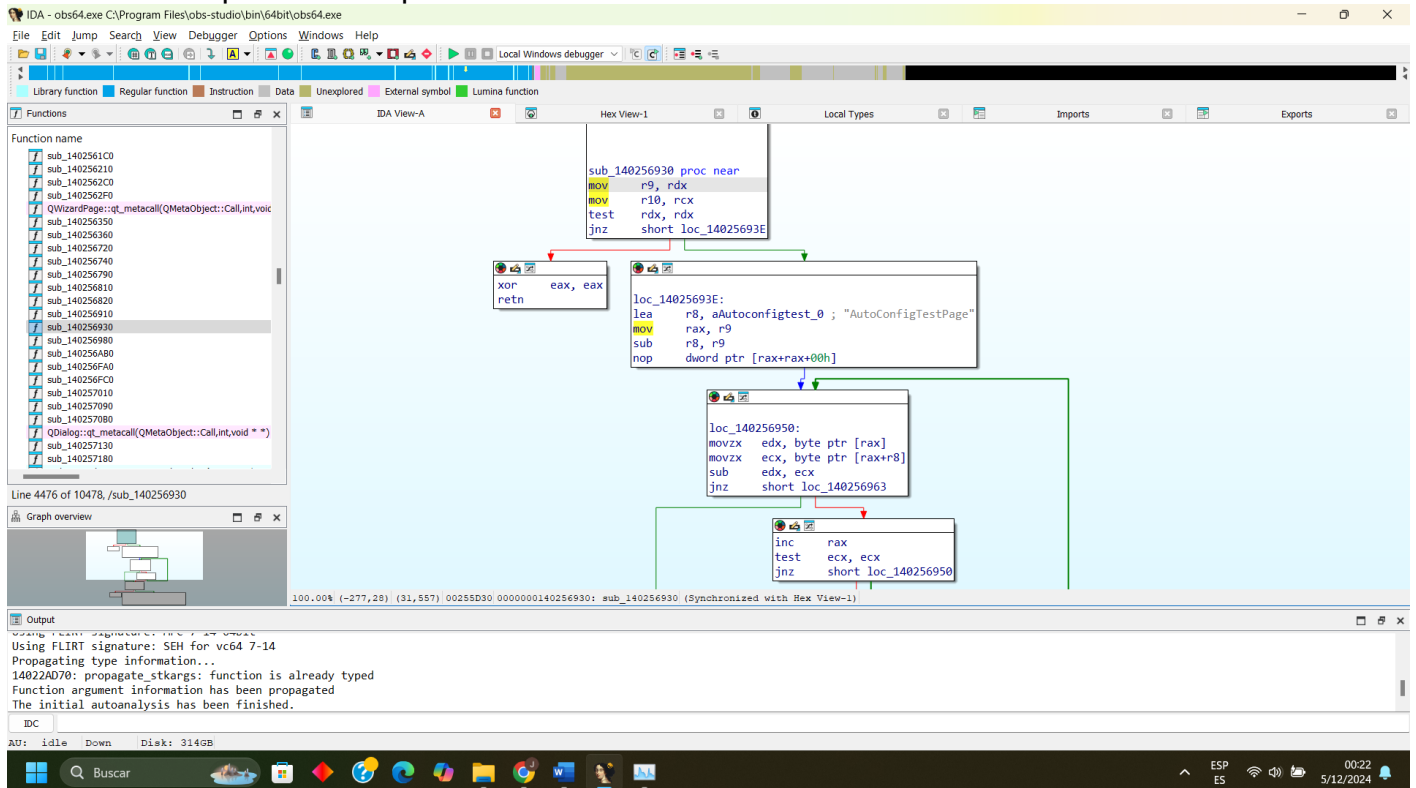 IDA - obs64.exe C:\Program Files\obs-studio\bin\64bit\obs64.exe
File Edit Jump Search View Debugger Options Windows Help
Local Windows debugger
Library function Regular function Instruction Data Unexplored External symbol Lumina function
Functions
IDA View-A
Hex View-1
Local Types
Imports
Exports
Function name
sub_1402561C0
sub_140256210
sub_1402562C0
sub_1402562F0
QWizardPage::qt_metacall(QMetaObject::Call,int,voic
sub_140256350
sub_140256360
sub_140256720
sub_140256740
sub_140256790
sub_140256810
sub_140256820
sub_140256910
sub_140256930
sub_140256980
sub_140256AB0
sub_140256FA0
sub_140256FC0
sub_140257010
sub_140257090
sub_1402570B0
QDialog::qt_metacall(QMetaObject::Call,int,void * *)
sub_140257130
sub_140257180
Line 4476 of 10478, /sub_140256930
Graph overview
sub_140256930 proc near
mov r9, rdx
mov r10, rcx
test rdx, rdx
jnz short loc_14025693E
xor eax, eax
retn
loc_14025693E:
lea r8, aAutoconfigtest_0 ; "AutoConfigTestPage"
mov rax, r9
sub r8, r9
nop dword ptr [rax+rax+00h]
loc_140256950:
movzx edx, byte ptr [rax]
movzx ecx, byte ptr [rax+r8]
sub edx, ecx
jnz short loc_140256963
inc rax
test ecx, ecx
jnz short loc_140256950
100.00% (-277,28) (31,557) 00255D30 0000000140256930: sub_140256930 (Synchronized with Hex View-1)
Output
Using FLIRT signature: SEH for vc64 7-14
Propagating type information...
14022AD70: propagate_stkargs: function is already typed
Function argument information has been propagated
The initial autoanalysis has been finished.
IDC
AU: idle Down Disk: 314GB
Buscar
ESP
ES
00:22
5/12/2024